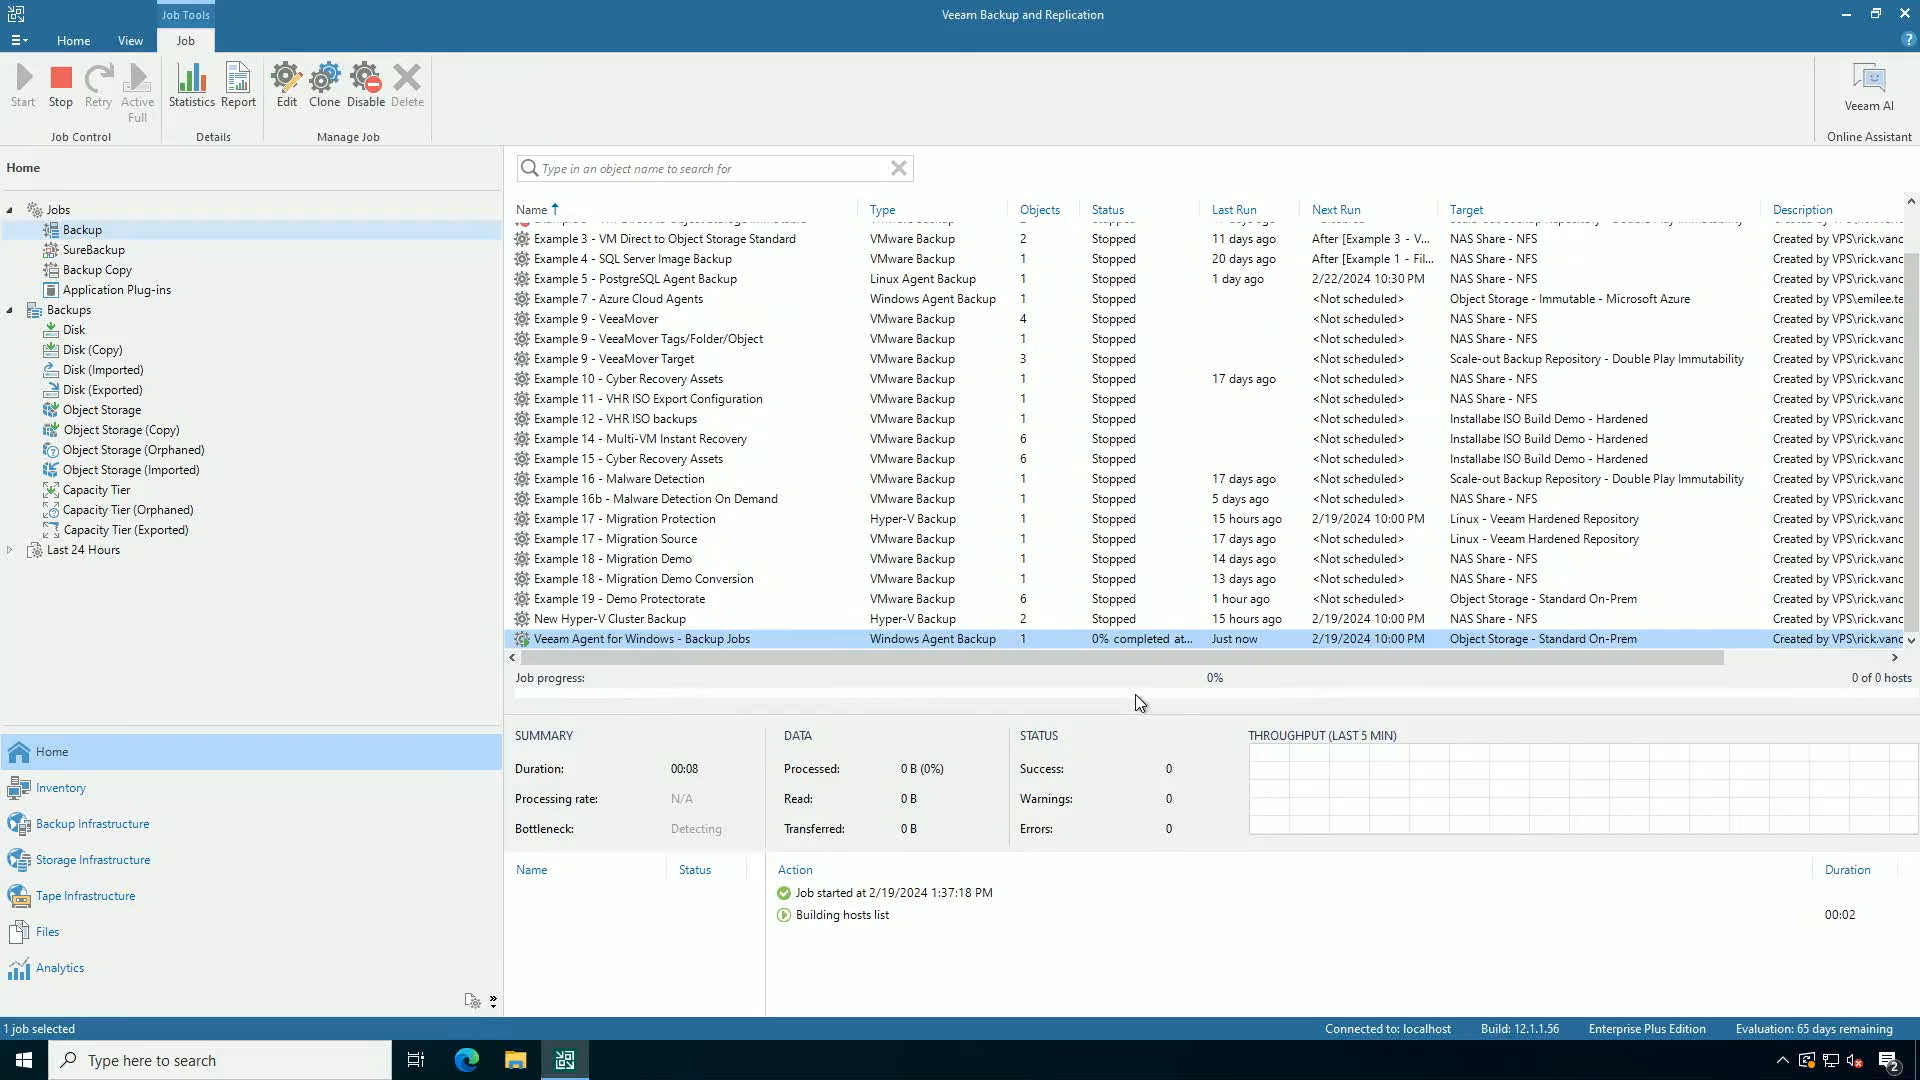 Job Tools
Veeam Backup and Replication
Home View Job
Start Stop Retry Active Full Statistics Report Edit Clone Disable Delete
Veeam AI
Job Control Details Manage Job Online Assistant
Home
Type in an object name to search for
Jobs
Backup
SureBackup
Backup Copy
Application Plug-ins
Backups
Disk
Disk (Copy)
Disk (Imported)
Disk (Exported)
Object Storage
Object Storage (Copy)
Object Storage (Orphaned)
Object Storage (Imported)
Capacity Tier
Capacity Tier (Orphaned)
Capacity Tier (Exported)
Last 24 Hours
Home
Inventory
Backup Infrastructure
Storage Infrastructure
Tape Infrastructure
Files
Analytics
Name Type Objects Status Last Run Next Run Target Description
Example 3 - VM Direct to Object Storage Standard VMware Backup 2 Stopped 11 days ago After [Example 3 - V... NAS Share - NFS Created by VPS\rick.vanc
Example 4 - SQL Server Image Backup VMware Backup 1 Stopped 20 days ago After [Example 1 - Fil... NAS Share - NFS Created by VPS\rick.vanc
Example 5 - PostgreSQL Agent Backup Linux Agent Backup 1 Stopped 1 day ago 2/22/2024 10:30 PM NAS Share - NFS Created by VPS\rick.vanc
Example 7 - Azure Cloud Agents Windows Agent Backup 1 Stopped <Not scheduled> Object Storage - Immutable - Microsoft Azure Created by VPS\emilee.te
Example 9 - VeeaMover VMware Backup 4 Stopped <Not scheduled> NAS Share - NFS Created by VPS\rick.vanc
Example 9 - VeeaMover Tags/Folder/Object VMware Backup 1 Stopped <Not scheduled> NAS Share - NFS Created by VPS\rick.vanc
Example 9 - VeeaMover Target VMware Backup 3 Stopped <Not scheduled> Scale-out Backup Repository - Double Play Immutability Created by VPS\rick.vanc
Example 10 - Cyber Recovery Assets VMware Backup 1 Stopped 17 days ago <Not scheduled> NAS Share - NFS Created by VPS\rick.vanc
Example 11 - VHR ISO Export Configuration VMware Backup 1 Stopped <Not scheduled> NAS Share - NFS Created by VPS\rick.vanc
Example 12 - VHR ISO backups VMware Backup 1 Stopped <Not scheduled> Installabe ISO Build Demo - Hardened Created by VPS\rick.vanc
Example 14 - Multi-VM Instant Recovery VMware Backup 6 Stopped <Not scheduled> Installabe ISO Build Demo - Hardened Created by VPS\rick.vanc
Example 15 - Cyber Recovery Assets VMware Backup 6 Stopped <Not scheduled> Installabe ISO Build Demo - Hardened Created by VPS\rick.vanc
Example 16 - Malware Detection VMware Backup 1 Stopped 17 days ago <Not scheduled> Scale-out Backup Repository - Double Play Immutability Created by VPS\rick.vanc
Example 16b - Malware Detection On Demand VMware Backup 1 Stopped 5 days ago <Not scheduled> NAS Share - NFS Created by VPS\rick.vanc
Example 17 - Migration Protection Hyper-V Backup 1 Stopped 15 hours ago 2/19/2024 10:00 PM Linux - Veeam Hardened Repository Created by VPS\rick.vanc
Example 17 - Migration Source VMware Backup 1 Stopped 17 days ago <Not scheduled> Linux - Veeam Hardened Repository Created by VPS\rick.vanc
Example 18 - Migration Demo VMware Backup 1 Stopped 14 days ago <Not scheduled> NAS Share - NFS Created by VPS\rick.vanc
Example 18 - Migration Demo Conversion VMware Backup 1 Stopped 13 days ago <Not scheduled> NAS Share - NFS Created by VPS\rick.vanc
Example 19 - Demo Protectorate VMware Backup 6 Stopped 1 hour ago <Not scheduled> Object Storage - Standard On-Prem Created by VPS\rick.vanc
New Hyper-V Cluster Backup Hyper-V Backup 2 Stopped 15 hours ago 2/19/2024 10:00 PM NAS Share - NFS Created by VPS\rick.vanc
Veeam Agent for Windows - Backup Jobs Windows Agent Backup 1 0% completed at... Just now 2/19/2024 10:00 PM Object Storage - Standard On-Prem Created by VPS\rick.vanc
Job progress: 0% 0 of 0 hosts
SUMMARY DATA STATUS THROUGHPUT (LAST 5 MIN)
Duration: 00:08 Processed: 0 B (0%) Success: 0
Processing rate: N/A Read: 0 B Warnings: 0
Bottleneck: Detecting Transferred: 0 B Errors: 0
Name Status Action Duration
Job started at 2/19/2024 1:37:18 PM
Building hosts list 00:02
1 job selected Connected to: localhost Build: 12.1.1.56 Enterprise Plus Edition Evaluation: 65 days remaining
Type here to search 2